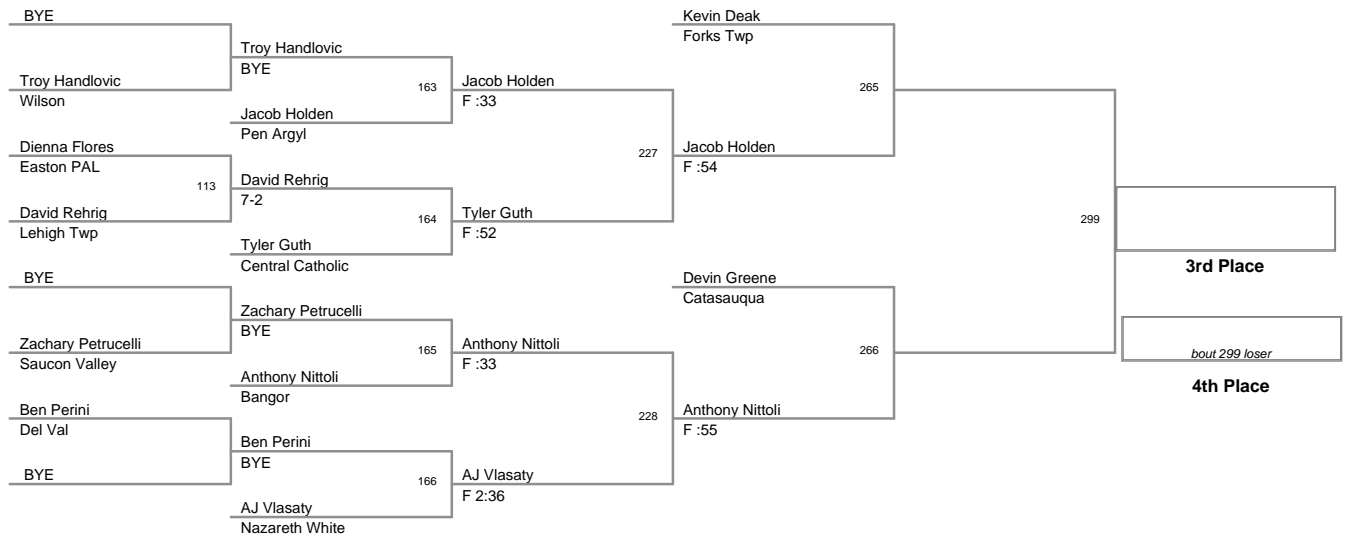 BYE
Troy Handlovic
Wilson
Dienna Flores
Easton PAL
113
David Rehrig
Lehigh Twp
BYE
Zachary Petrucelli
Saucon Valley
Ben Perini
Del Val
BYE
Troy Handlovic
BYE
163
Jacob Holden
Pen Argyl
David Rehrig
7-2
164
Tyler Guth
Central Catholic
Zachary Petrucelli
BYE
165
Anthony Nittoli
Bangor
Ben Perini
BYE
166
AJ Vlasaty
Nazareth White
Jacob Holden
F :33
227
Tyler Guth
F :52
Anthony Nittoli
F :33
228
AJ Vlasaty
F 2:36
Kevin Deak
Forks Twp
265
Jacob Holden
F :54
Devin Greene
Catasauqua
266
Anthony Nittoli
F :55
299
3rd Place
bout 299 loser
4th Place